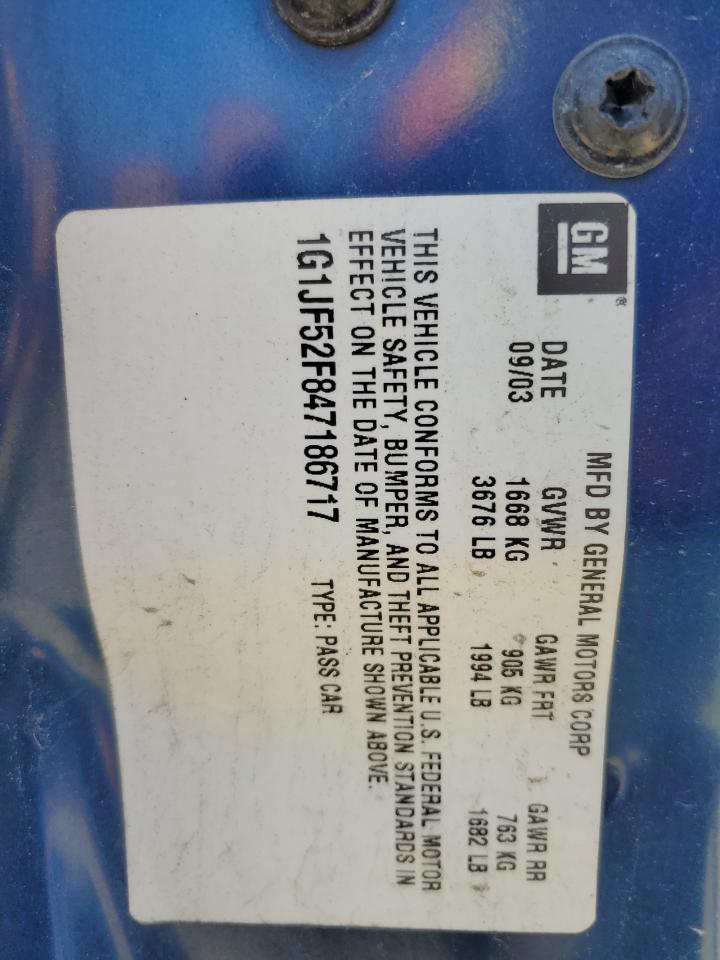 GM®
MFD BY GENERAL MOTORS CORP
DATE GVWR GAWR FRT GAWR RR
09/03 1668 KG 905 KG 763 KG
3676 LB 1994 LB 1682 LB
THIS VEHICLE CONFORMS TO ALL APPLICABLE U.S. FEDERAL MOTOR
VEHICLE SAFETY, BUMPER, AND THEFT PREVENTION STANDARDS IN
EFFECT ON THE DATE OF MANUFACTURE SHOWN ABOVE.
1G1JF52F847186717 TYPE: PASS CAR